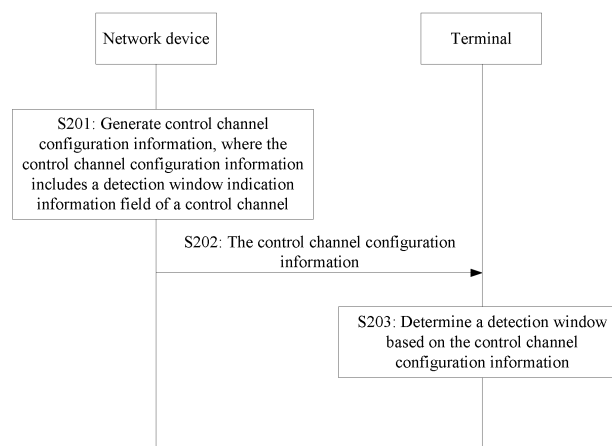 Network device
Terminal
S201: Generate control channel
configuration information, where the
control channel configuration information
includes a detection window indication
information field of a control channel
S202: The control channel configuration
information
S203: Determine a detection window
based on the control channel
configuration information